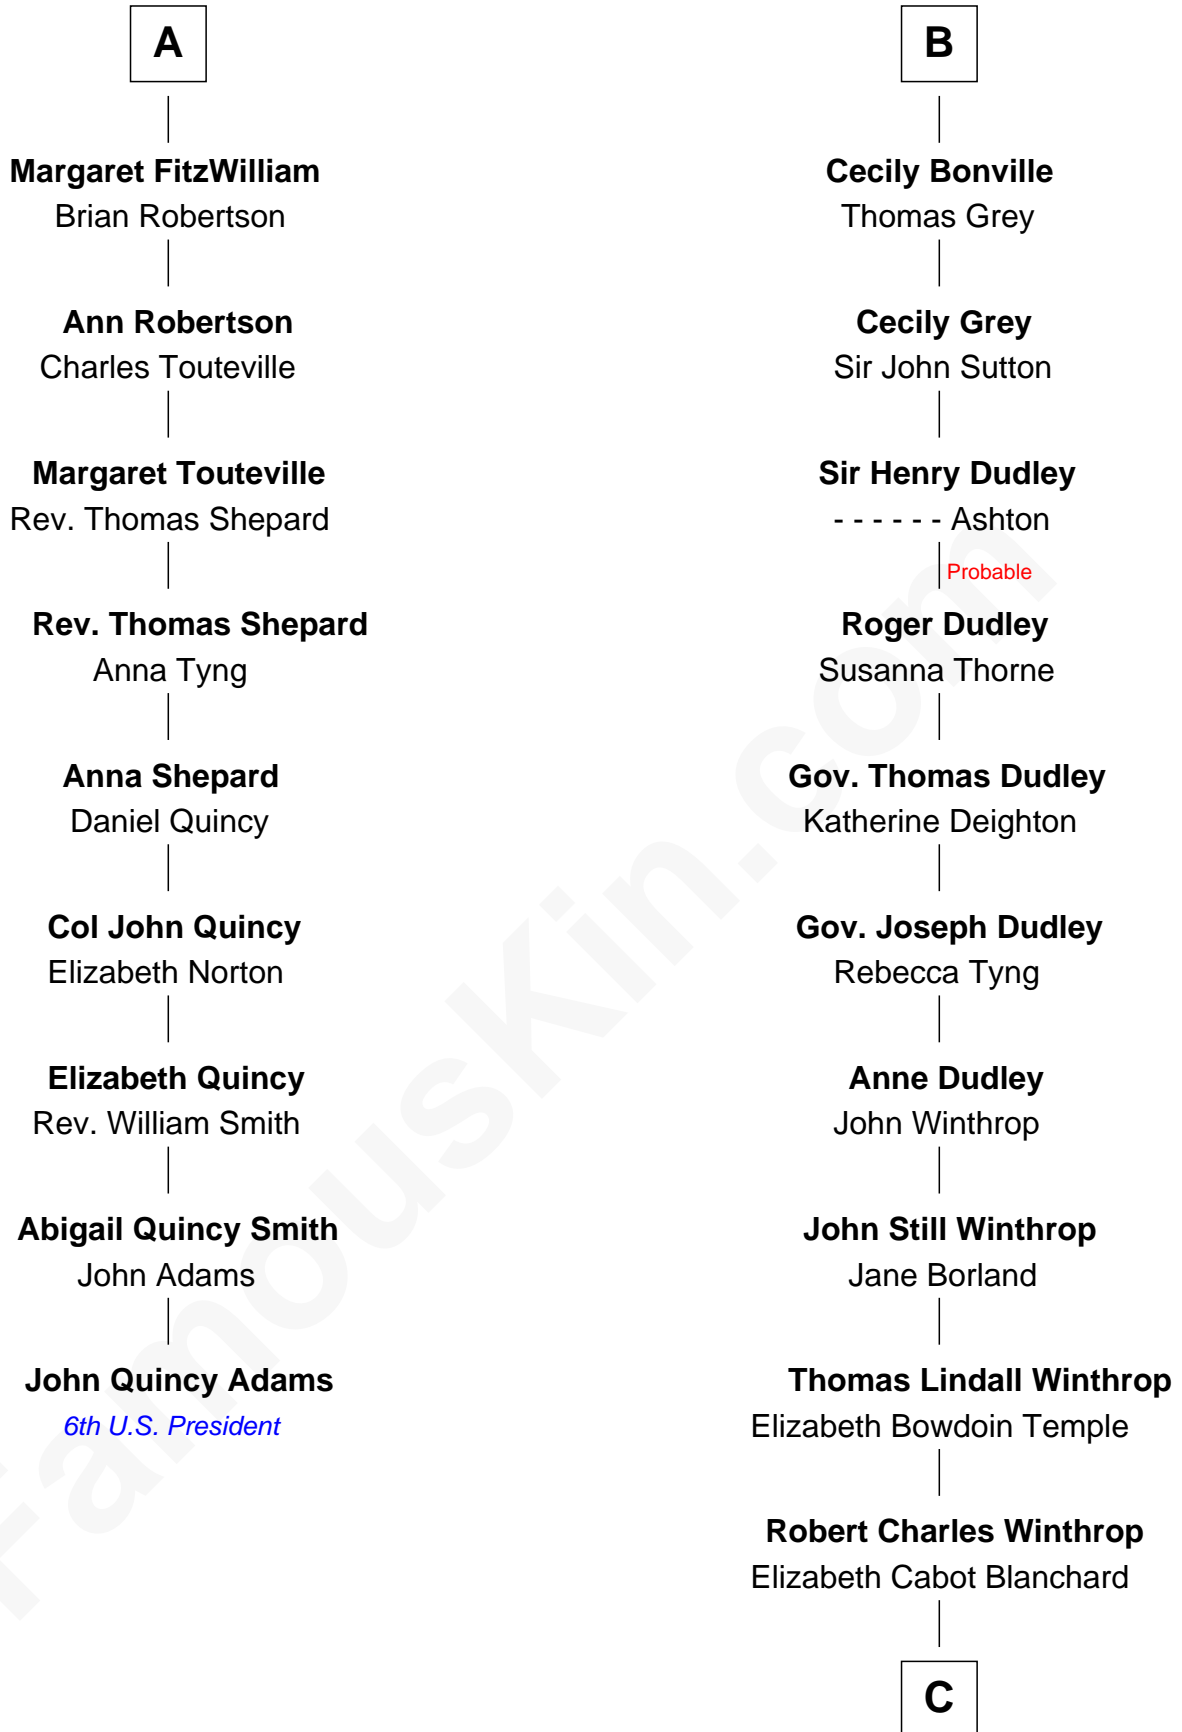 A
Margaret FitzWilliam
Brian Robertson
Ann Robertson
Charles Touteville
Margaret Touteville
Rev. Thomas Shepard
Rev. Thomas Shepard
Anna Tyng
Anna Shepard
Daniel Quincy
Col John Quincy
Elizabeth Norton
Elizabeth Quincy
Rev. William Smith
Abigail Quincy Smith
John Adams
John Quincy Adams
6th U.S. President
B
Cecily Bonville
Thomas Grey
Cecily Grey
Sir John Sutton
Sir Henry Dudley
- - - - - - Ashton
Probable
Roger Dudley
Susanna Thorne
Gov. Thomas Dudley
Katherine Deighton
Gov. Joseph Dudley
Rebecca Tyng
Anne Dudley
John Winthrop
John Still Winthrop
Jane Borland
Thomas Lindall Winthrop
Elizabeth Bowdoin Temple
Robert Charles Winthrop
Elizabeth Cabot Blanchard
C
FamousKin.com